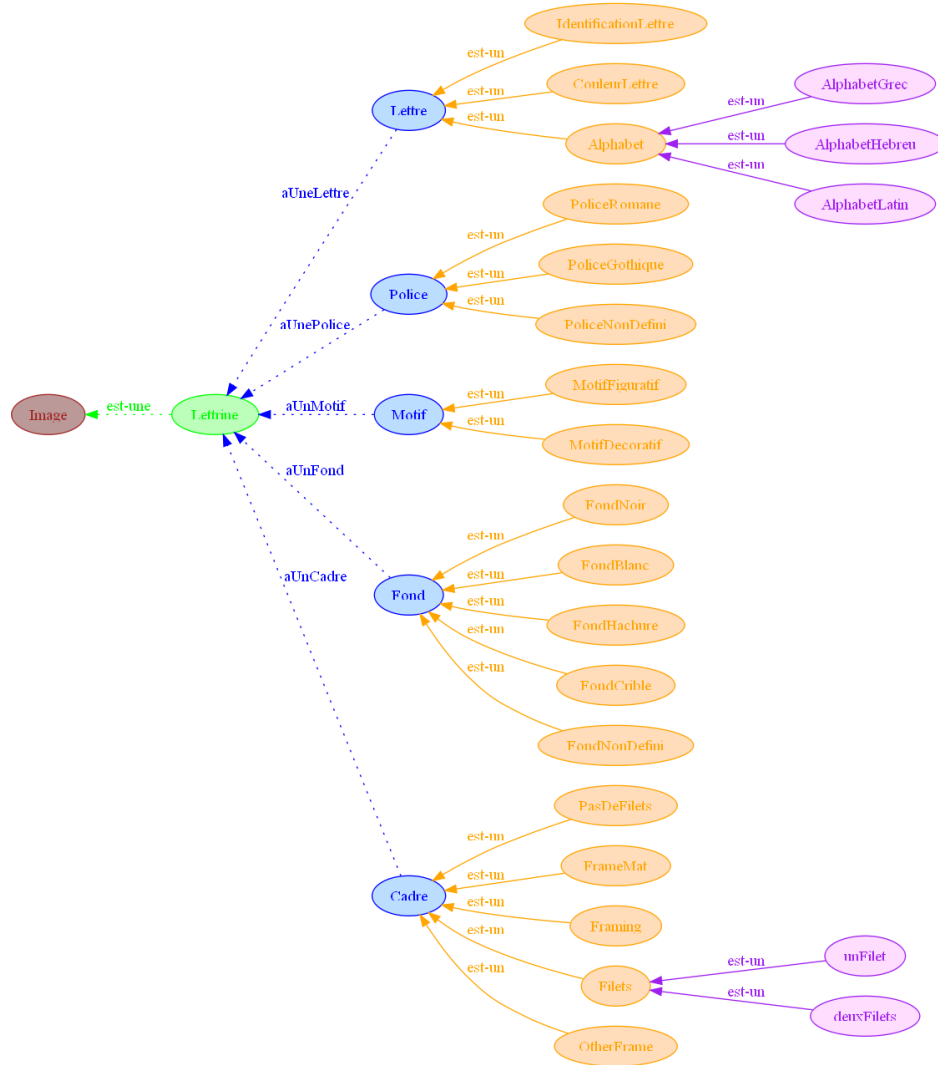 IdentificationLettre
est-un
CouleurLettre
est-un
AlphabetGrec
est-un
Lettre
est-un
Alphabet
est-un
AlphabetHebreu
est-un
AlphabetLatin
aUneLettre
PoliceRomane
est-un
PoliceGothique
est-un
Police
est-un
PoliceNonDefini
aUnePolice
MotifFiguratif
est-un
Image
est-une
Lettrine
aUnMotif
Motif
est-un
MotifDecoratif
aUnFond
FondNoir
est-un
FondBlanc
est-un
Fond
est-un
FondHachure
est-un
FondCrible
est-un
FondNonDefini
aUnCadre
PasDeFilets
est-un
FrameMat
est-un
Cadre
est-un
Framing
est-un
unFilet
est-un
Filets
est-un
deuxFilets
est-un
OtherFrame